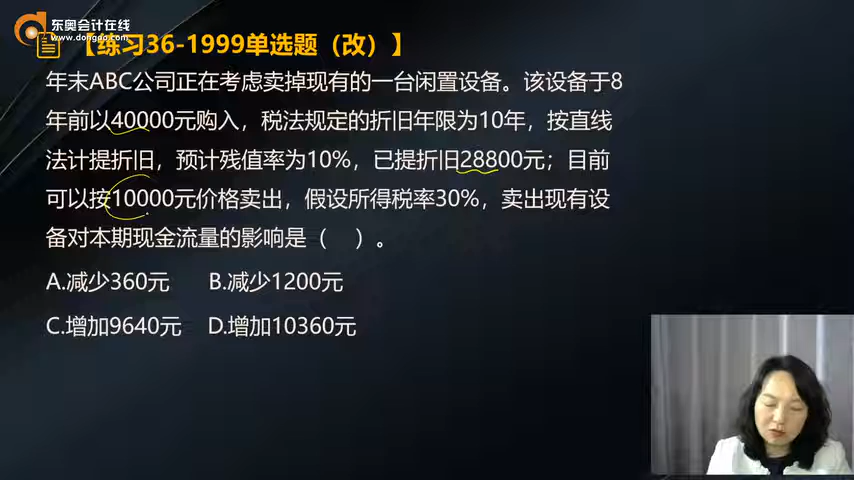 东奥会计在线
www.dongao.com
【练习36-1999单选题（改）】
年末ABC公司正在考虑卖掉现有的一台闲置设备。该设备于8
年前以40000元购入，税法规定的折旧年限为10年，按直线
法计提折旧，预计残值率为10%，已提折旧28800元；目前
可以按10000元价格卖出，假设所得税率30%，卖出现有设
备对本期现金流量的影响是（ ）。
A.减少360元 B.减少1200元
C.增加9640元 D.增加10360元